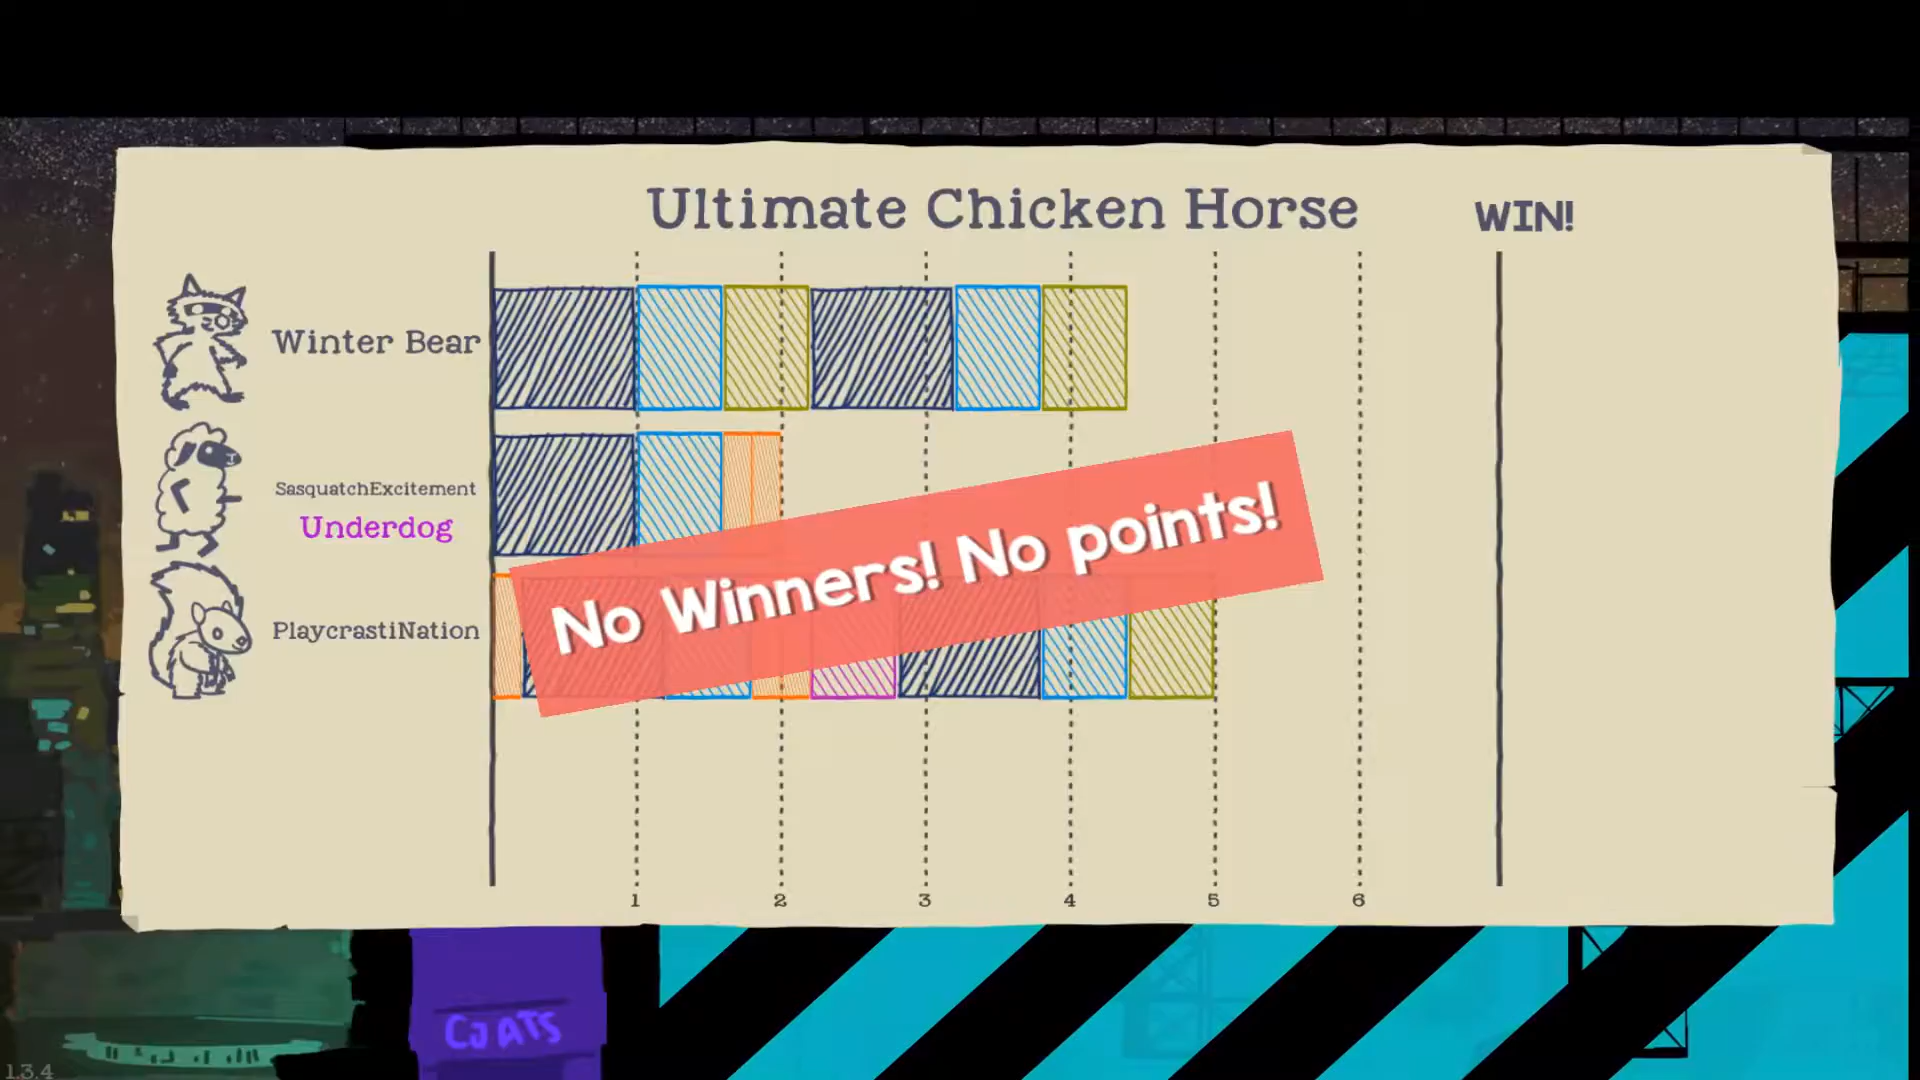 Ultimate Chicken Horse
WIN!
Winter Bear
SasquatchExcitement
Underdog
PlaycrastiNation
No Winners! No points!
1 2 3 4 5 6
COATS
1.3.4